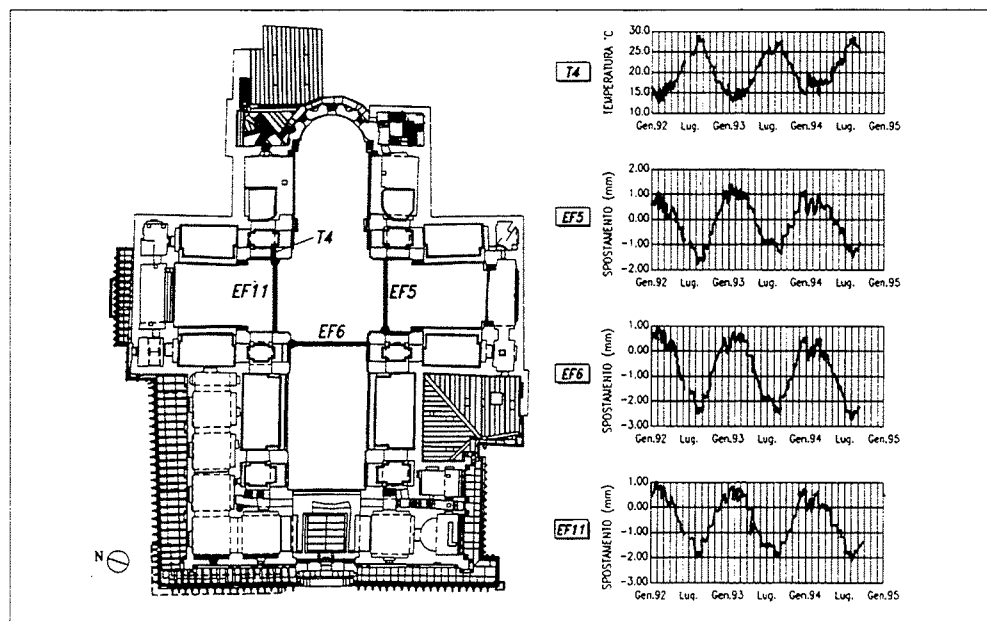 T4
EF11
EF5
EF6
N
T4
TEMPERATURA °C
30.0
25.0
20.0
15.0
10.0
Gen.92 Lug. Gen.93 Lug. Gen.94 Lug. Gen.95
EF5
SPOSTAMENTO (mm)
2.00
1.00
0.00
-1.00
-2.00
Gen.92 Lug. Gen.93 Lug. Gen.94 Lug. Gen.95
EF6
SPOSTAMENTO (mm)
1.00
0.00
-1.00
-2.00
-3.00
Gen.92 Lug. Gen.93 Lug. Gen.94 Lug. Gen.95
EF11
SPOSTAMENTO (mm)
1.00
0.00
-1.00
-2.00
-3.00
Gen.92 Lug. Gen.93 Lug. Gen.94 Lug. Gen.95